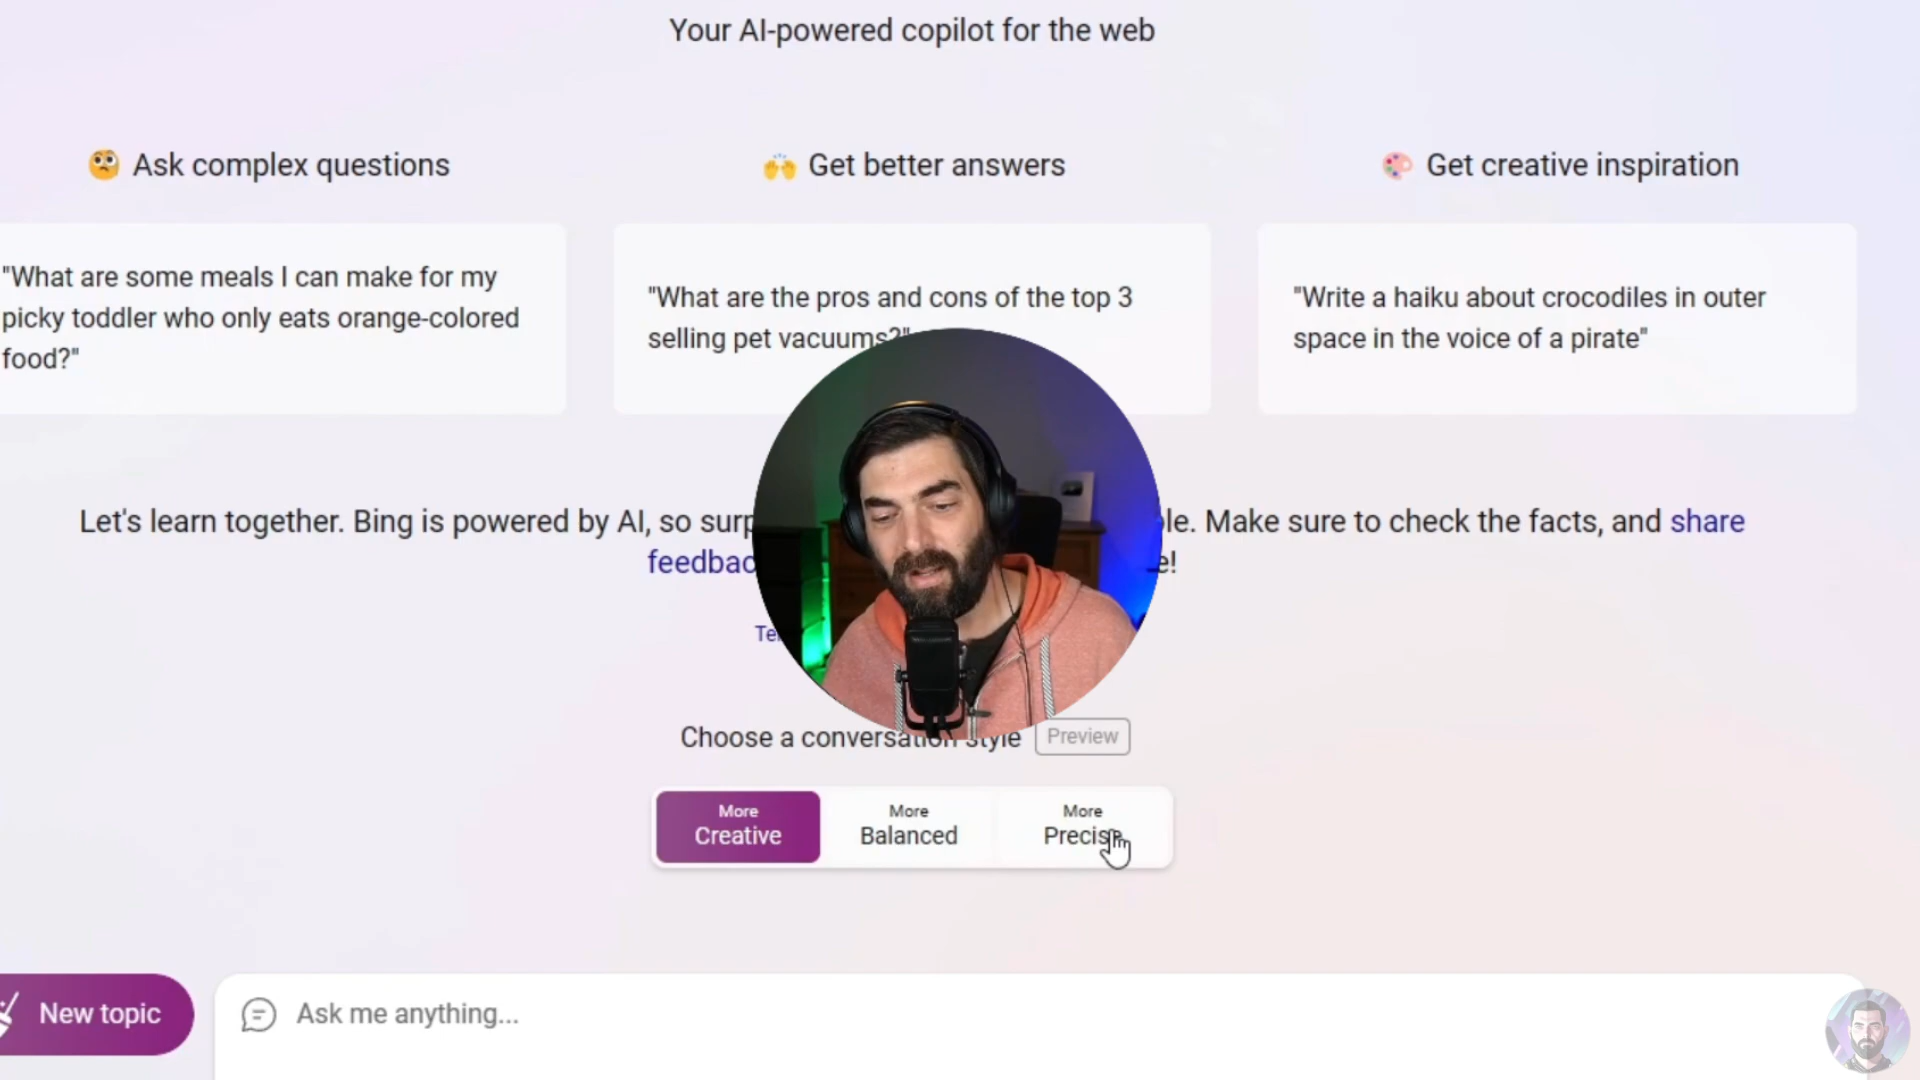 Your AI-powered copilot for the web
Ask complex questions
Get better answers
Get creative inspiration
"What are some meals I can make for my
picky toddler who only eats orange-colored
food?"
"What are the pros and cons of the top 3
selling pet vacuums?"
"Write a haiku about crocodiles in outer
space in the voice of a pirate"
Let's learn together. Bing is powered by AI, so Make sure to check the facts, and share
Choose a conversation style Preview
More
Creative
More
Balanced
More
Precise
New topic
Ask me anything...